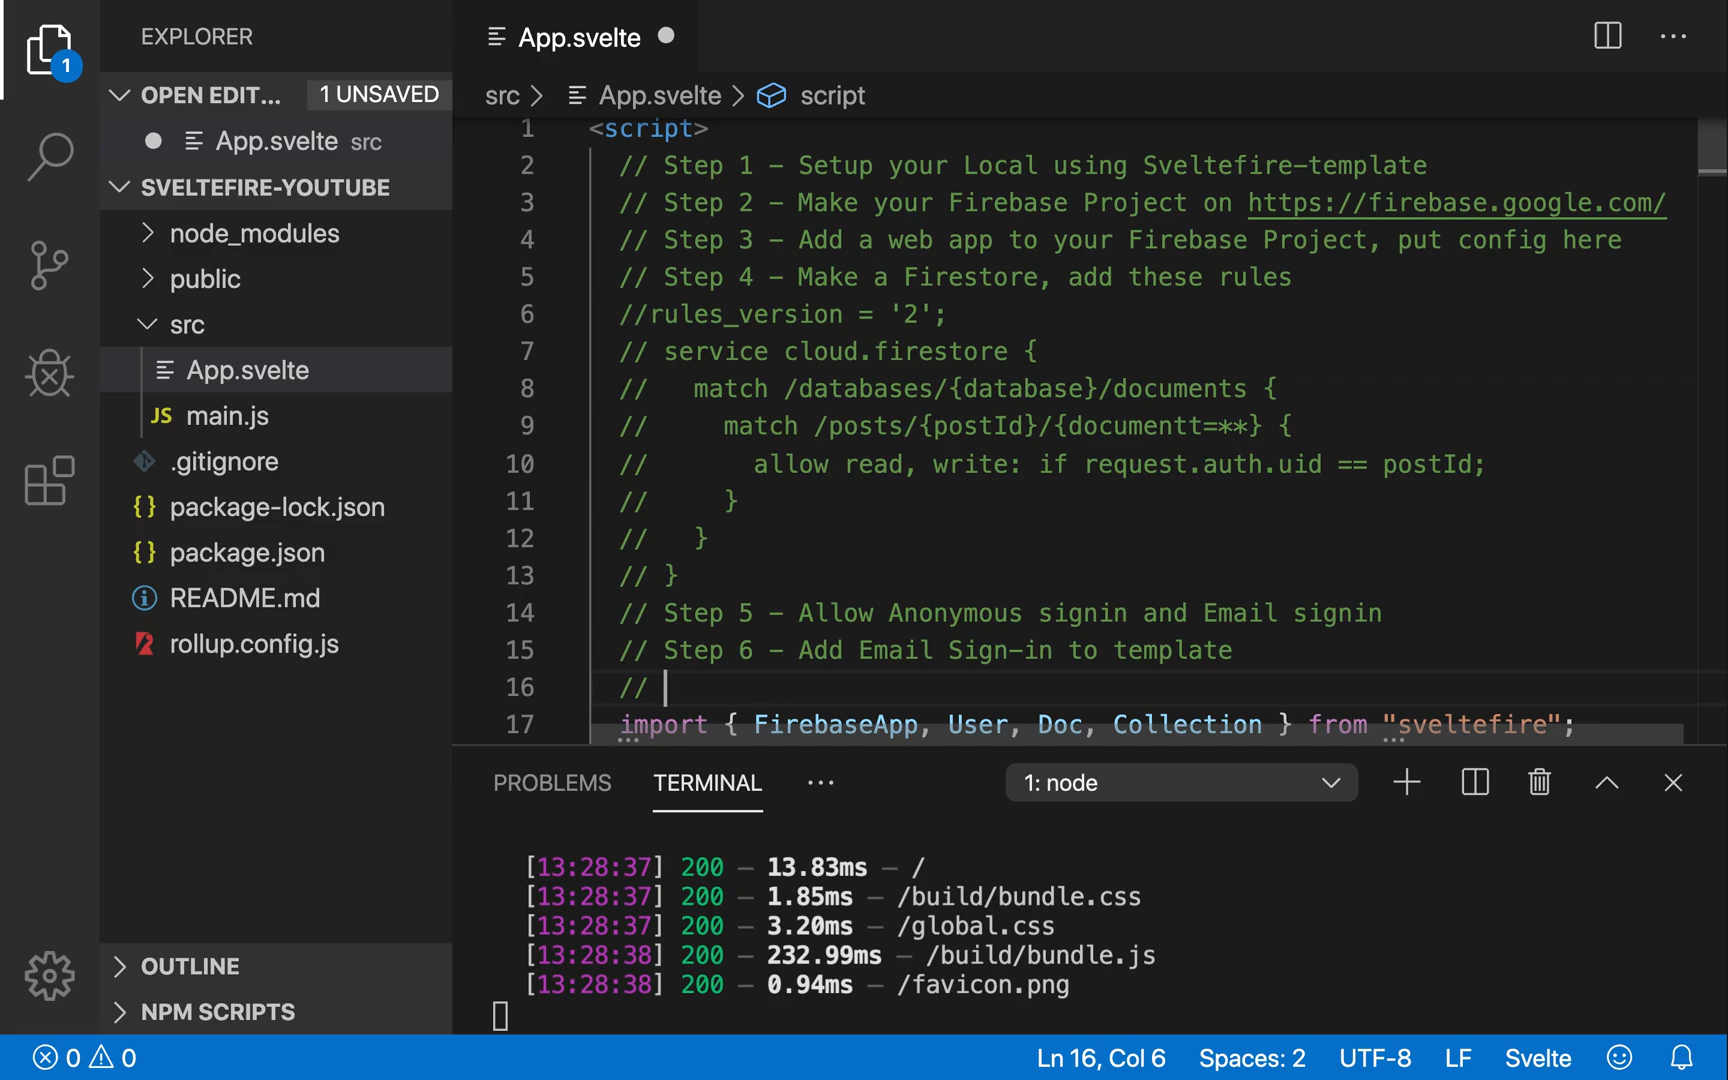 EXPLORER
OPEN EDIT... 1 UNSAVED
App.svelte src
SVELTEFIRE-YOUTUBE
node_modules
public
src
App.svelte
JS main.js
.gitignore
{} package-lock.json
{} package.json
README.md
rollup.config.js
OUTLINE
NPM SCRIPTS
1
App.svelte
src > App.svelte > script
1 <script>
2 // Step 1 - Setup your Local using Sveltefire-template
3 // Step 2 - Make your Firebase Project on https://firebase.google.com/
4 // Step 3 - Add a web app to your Firebase Project, put config here
5 // Step 4 - Make a Firestore, add these rules
6 //rules_version = '2';
7 // service cloud.firestore {
8 //   match /databases/{database}/documents {
9 //     match /posts/{postId}/{documentt=**} {
10 //       allow read, write: if request.auth.uid == postId;
11 //     }
12 //   }
13 // }
14 // Step 5 - Allow Anonymous signin and Email signin
15 // Step 6 - Add Email Sign-in to template
16 //
17 import { FirebaseApp, User, Doc, Collection } from "sveltefire";
PROBLEMS TERMINAL ... 1: node
[13:28:37] 200 — 13.83ms — /
[13:28:37] 200 — 1.85ms — /build/bundle.css
[13:28:37] 200 — 3.20ms — /global.css
[13:28:38] 200 — 232.99ms — /build/bundle.js
[13:28:38] 200 — 0.94ms — /favicon.png
0 0 Ln 16, Col 6 Spaces: 2 UTF-8 LF Svelte